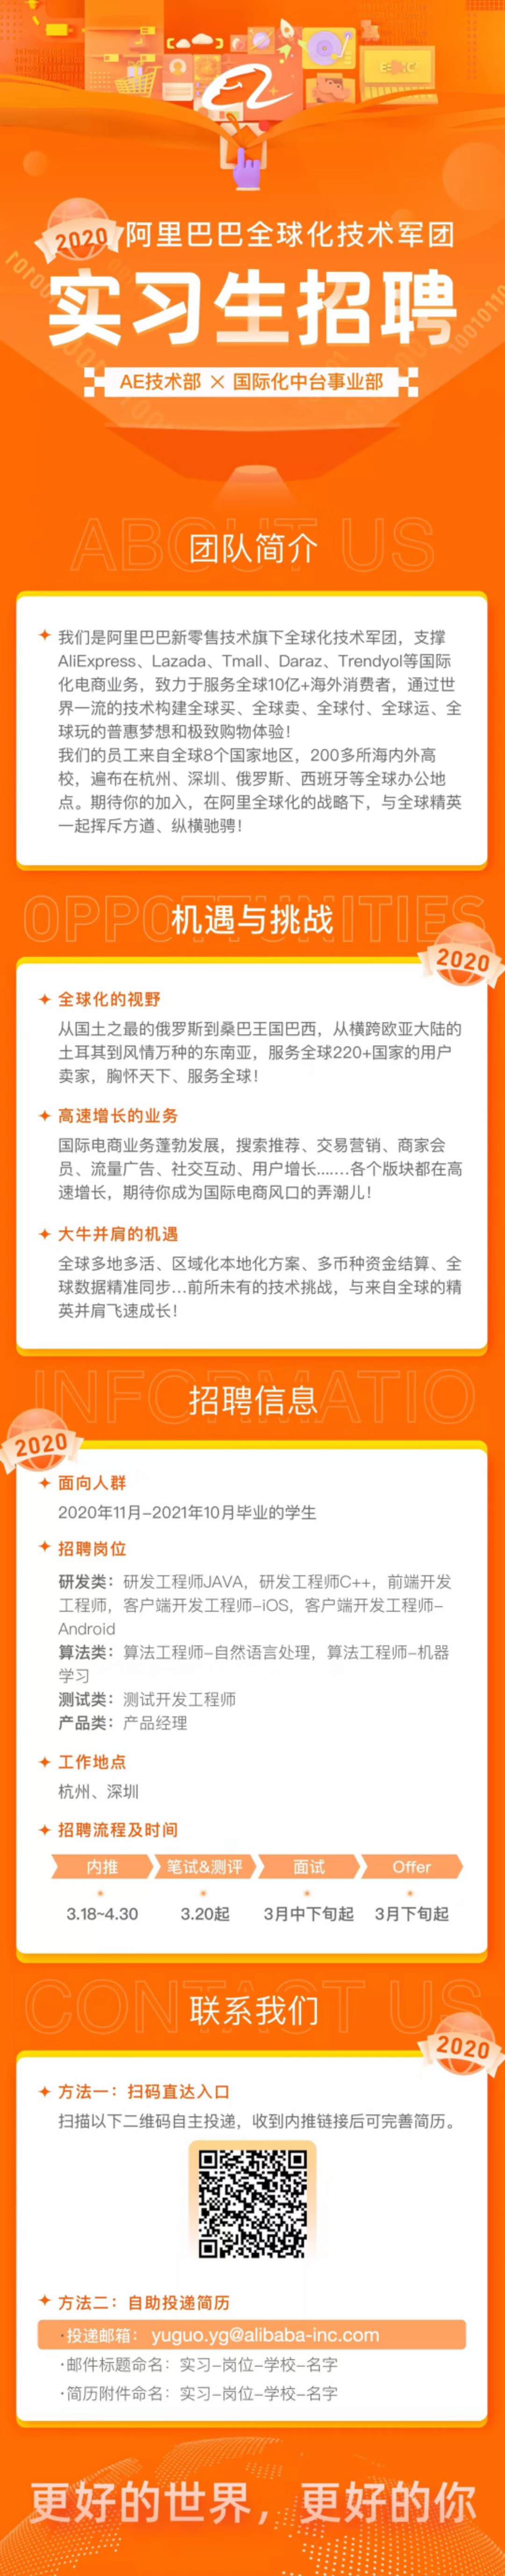 2020
阿里巴巴全球化技术军团
实习生招聘
AE技术部 × 国际化中台事业部
ABOUT US
团队简介
我们是阿里巴巴新零售技术旗下全球化技术军团，支撑
AliExpress、Lazada、Tmall、Daraz、Trendyol等国际
化电商业务，致力于服务全球10亿+海外消费者，通过世
界一流的技术构建全球买、全球卖、全球付、全球运、全
球玩的普惠梦想和极致购物体验！
我们的员工来自全球8个国家地区，200多所海内外高
校，遍布在杭州、深圳、俄罗斯、西班牙等全球办公地
点。期待你的加入，在阿里全球化的战略下，与全球精英
一起挥斥方遒、纵横驰骋！
OPPORTUNITIES
机遇与挑战
2020
全球化的视野
从国土之最的俄罗斯到桑巴王国巴西，从横跨欧亚大陆的
土耳其到风情万种的东南亚，服务全球220+国家的用户
卖家，胸怀天下、服务全球！
高速增长的业务
国际电商业务蓬勃发展，搜索推荐、交易营销、商家会
员、流量广告、社交互动、用户增长.......各个版块都在高
速增长，期待你成为国际电商风口的弄潮儿！
大牛并肩的机遇
全球多地多活、区域化本地化方案、多币种资金结算、全
球数据精准同步...前所未有的技术挑战，与来自全球的精
英并肩飞速成长！
INFORMATIO
招聘信息
2020
面向人群
2020年11月-2021年10月毕业的学生
招聘岗位
研发类：研发工程师JAVA，研发工程师C++，前端开发
工程师，客户端开发工程师-iOS，客户端开发工程师-
Android
算法类：算法工程师-自然语言处理，算法工程师-机器
学习
测试类：测试开发工程师
产品类：产品经理
工作地点
杭州、深圳
招聘流程及时间
内推 笔试&测评 面试 Offer
3.18~4.30 3.20起 3月中下旬起 3月下旬起
CONTACT US
联系我们
2020
方法一：扫码直达入口
扫描以下二维码自主投递，收到内推链接后可完善简历。
方法二：自助投递简历
·投递邮箱：yuguo.yg@alibaba-inc.com
·邮件标题命名：实习-岗位-学校-名字
·简历附件命名：实习-岗位-学校-名字
更好的世界，更好的你